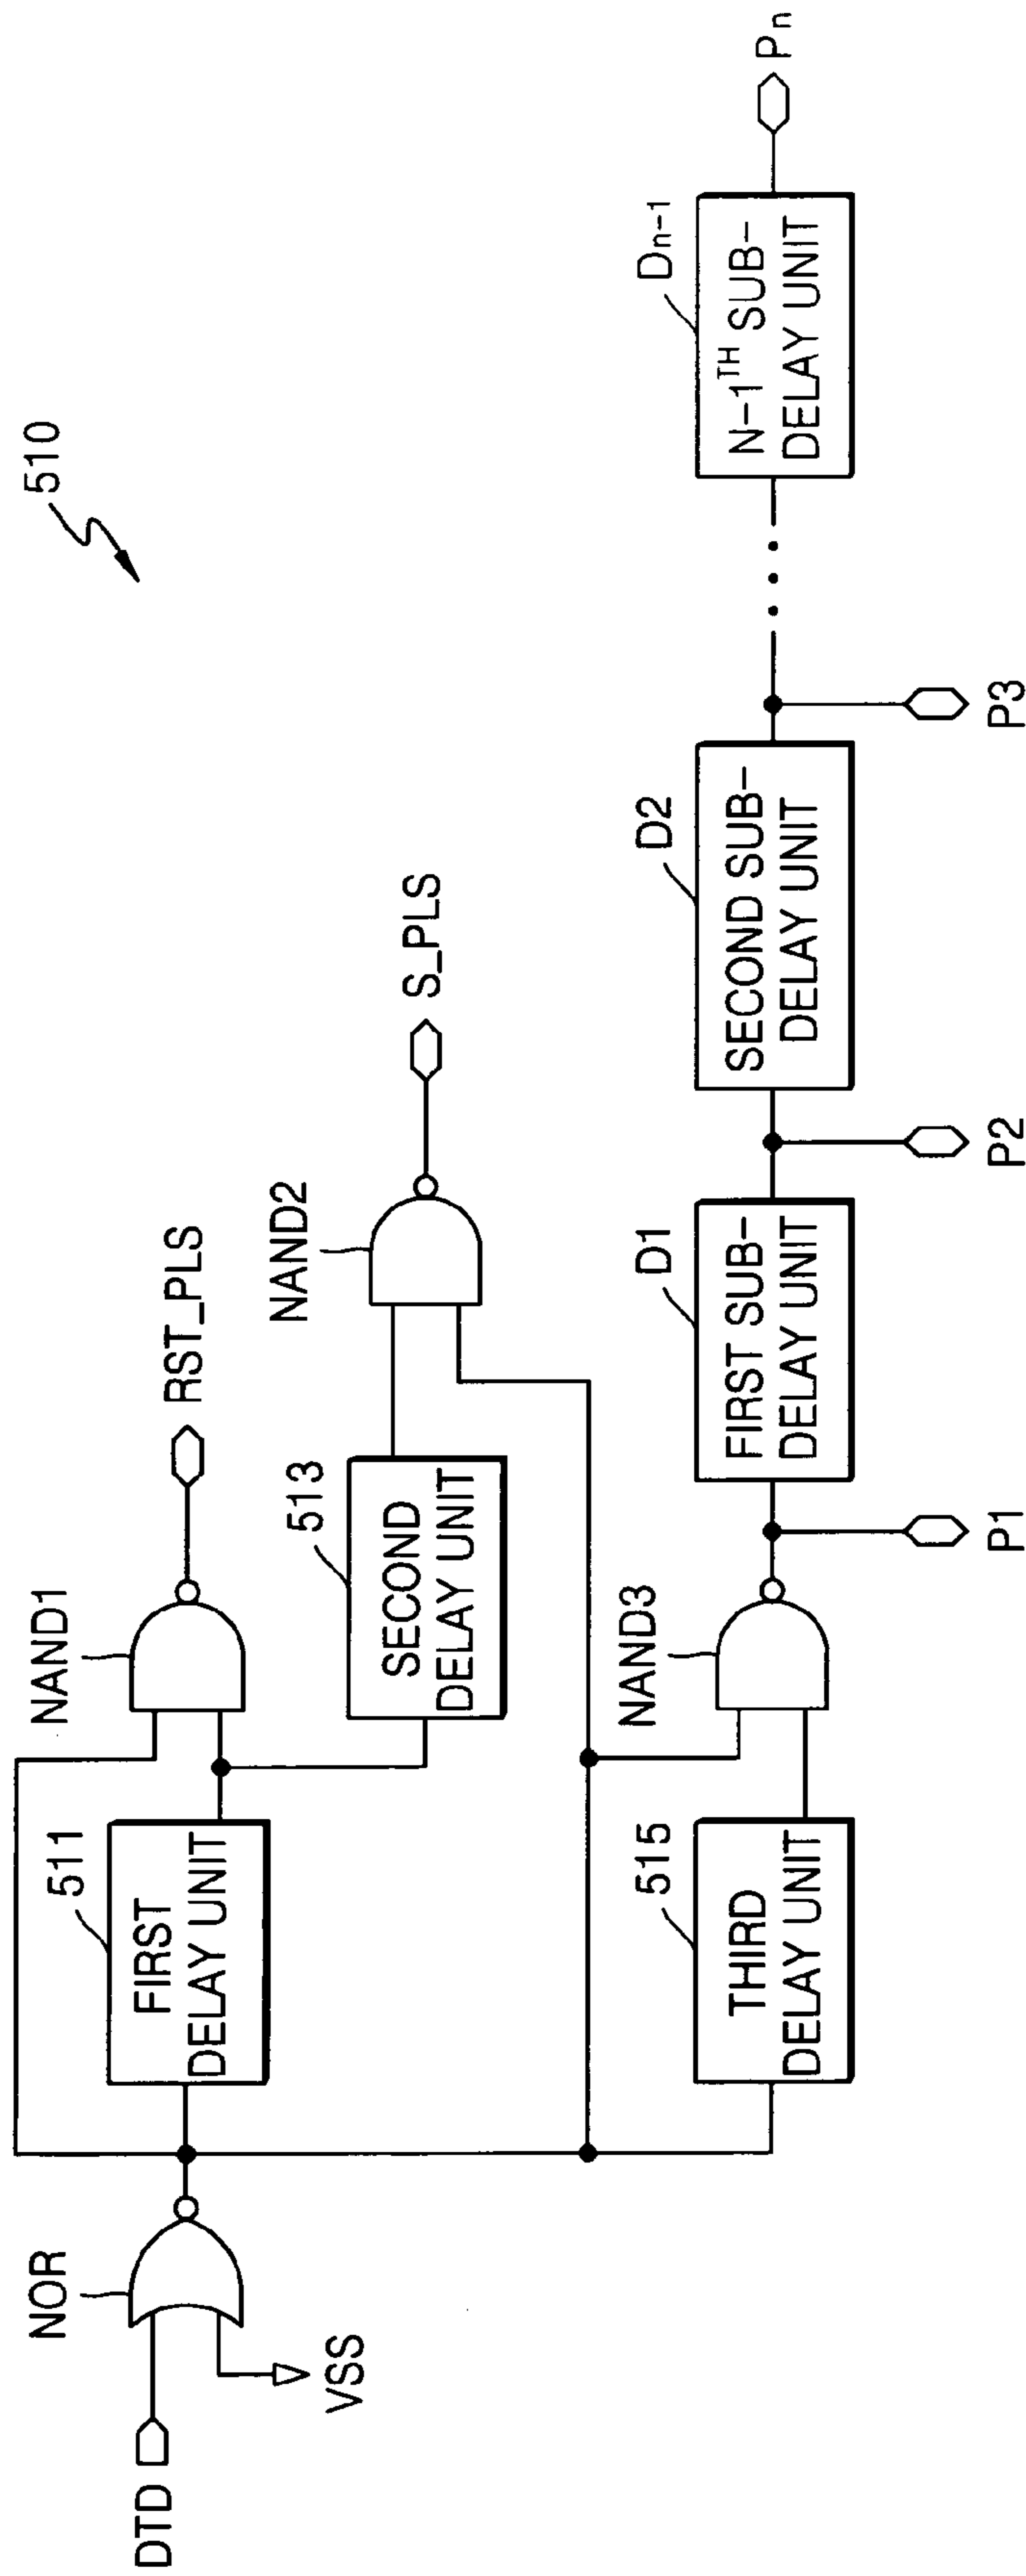 510
DTD
NOR
VSS
511
FIRST
DELAY UNIT
NAND1
RST_PLS
513
SECOND
DELAY UNIT
NAND2
S_PLS
515
THIRD
DELAY UNIT
NAND3
P1
D1
FIRST SUB-
DELAY UNIT
P2
D2
SECOND SUB-
DELAY UNIT
P3
Dn-1
N-1TH SUB-
DELAY UNIT
Pn